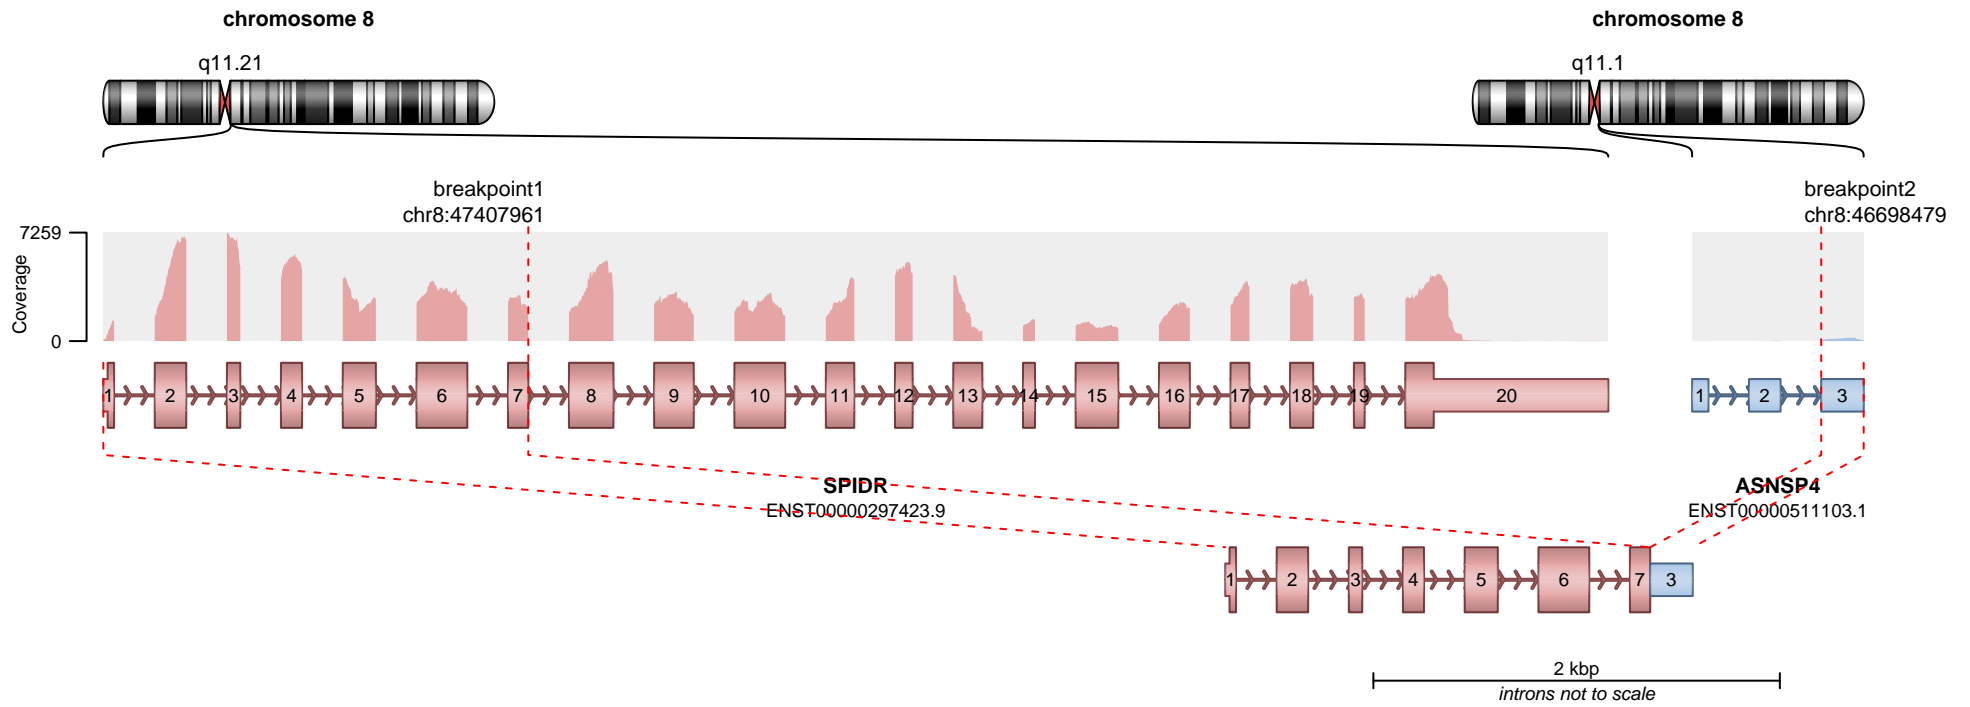 chromosome 8
chromosome 8
q11.21
q11.1
breakpoint1
chr8:47407961
breakpoint2
chr8:46698479
7259
Coverage
0
1 2 3 4 5 6 7 8 9 10 11 12 13 14 15 16 17 18 19 20
1 2 3
SPIDR
ENST00000297423.9
ASNSP4
ENST00000511103.1
1 2 3 4 5 6 7 3
2 kbp
introns not to scale